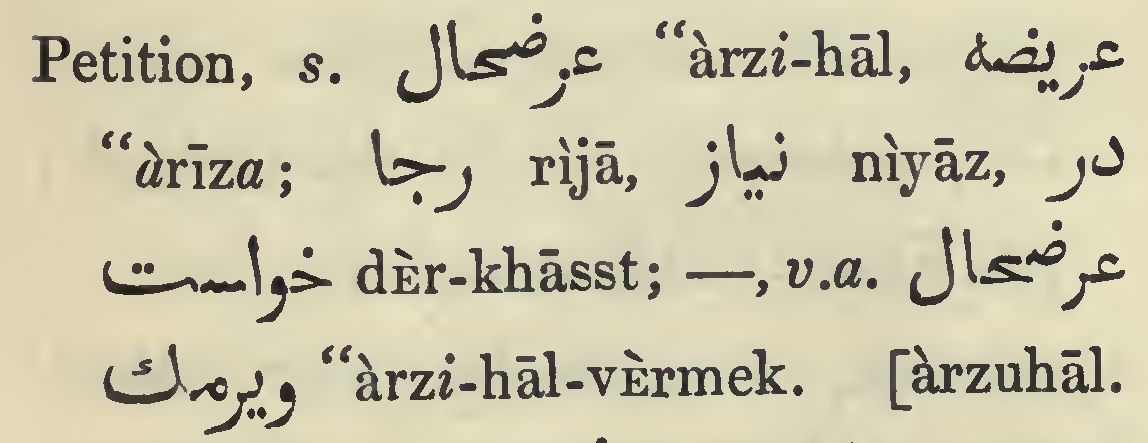 Petition, s. عرضحال “àrzi-hāl, عريضه
“àrīza; رجا rìjā, نياز nìyāz, در
خواست dÈr-khāsst; —, v.a. عرضحال
ويرمك “àrzi-hāl-vÈrmek. [àrzuhāl.